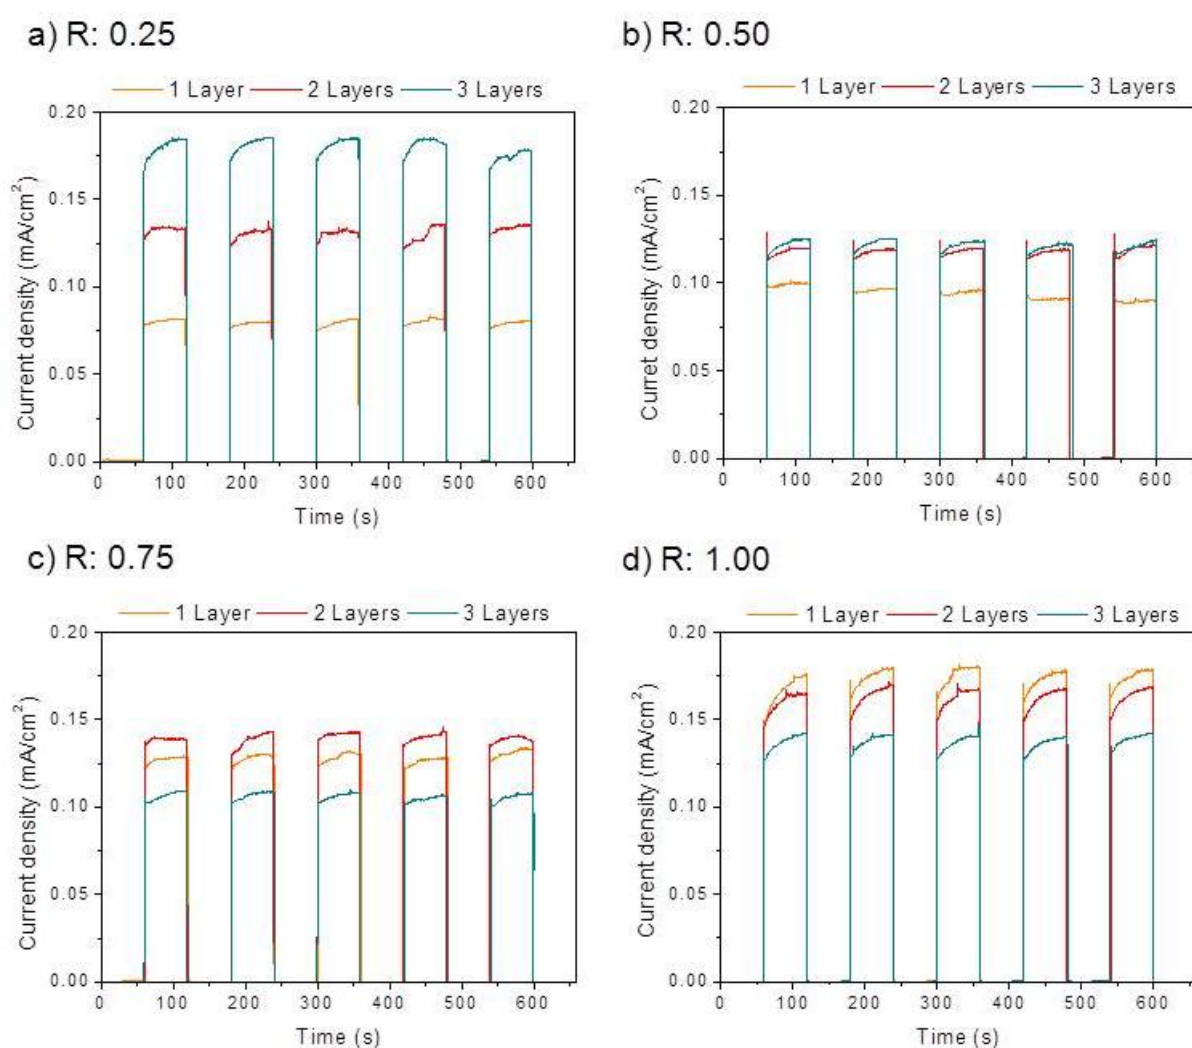 a) R: 0.25
1 Layer 2 Layers 3 Layers
0.20
0.15
0.10
0.05
0.00
Current density (mA/cm²)
0 100 200 300 400 500 600
Time (s)
b) R: 0.50
1 Layer 2 Layers 3 Layers
0.20
0.15
0.10
0.05
0.00
Curret density (mA/cm²)
0 100 200 300 400 500 600
Time (s)
c) R: 0.75
1 Layer 2 Layers 3 Layers
0.20
0.15
0.10
0.05
0.00
Current density (mA/cm²)
0 100 200 300 400 500 600
Time (s)
d) R: 1.00
1 Layer 2 Layers 3 Layers
0.20
0.15
0.10
0.05
0.00
Current density (mA/cm²)
0 100 200 300 400 500 600
Time (s)